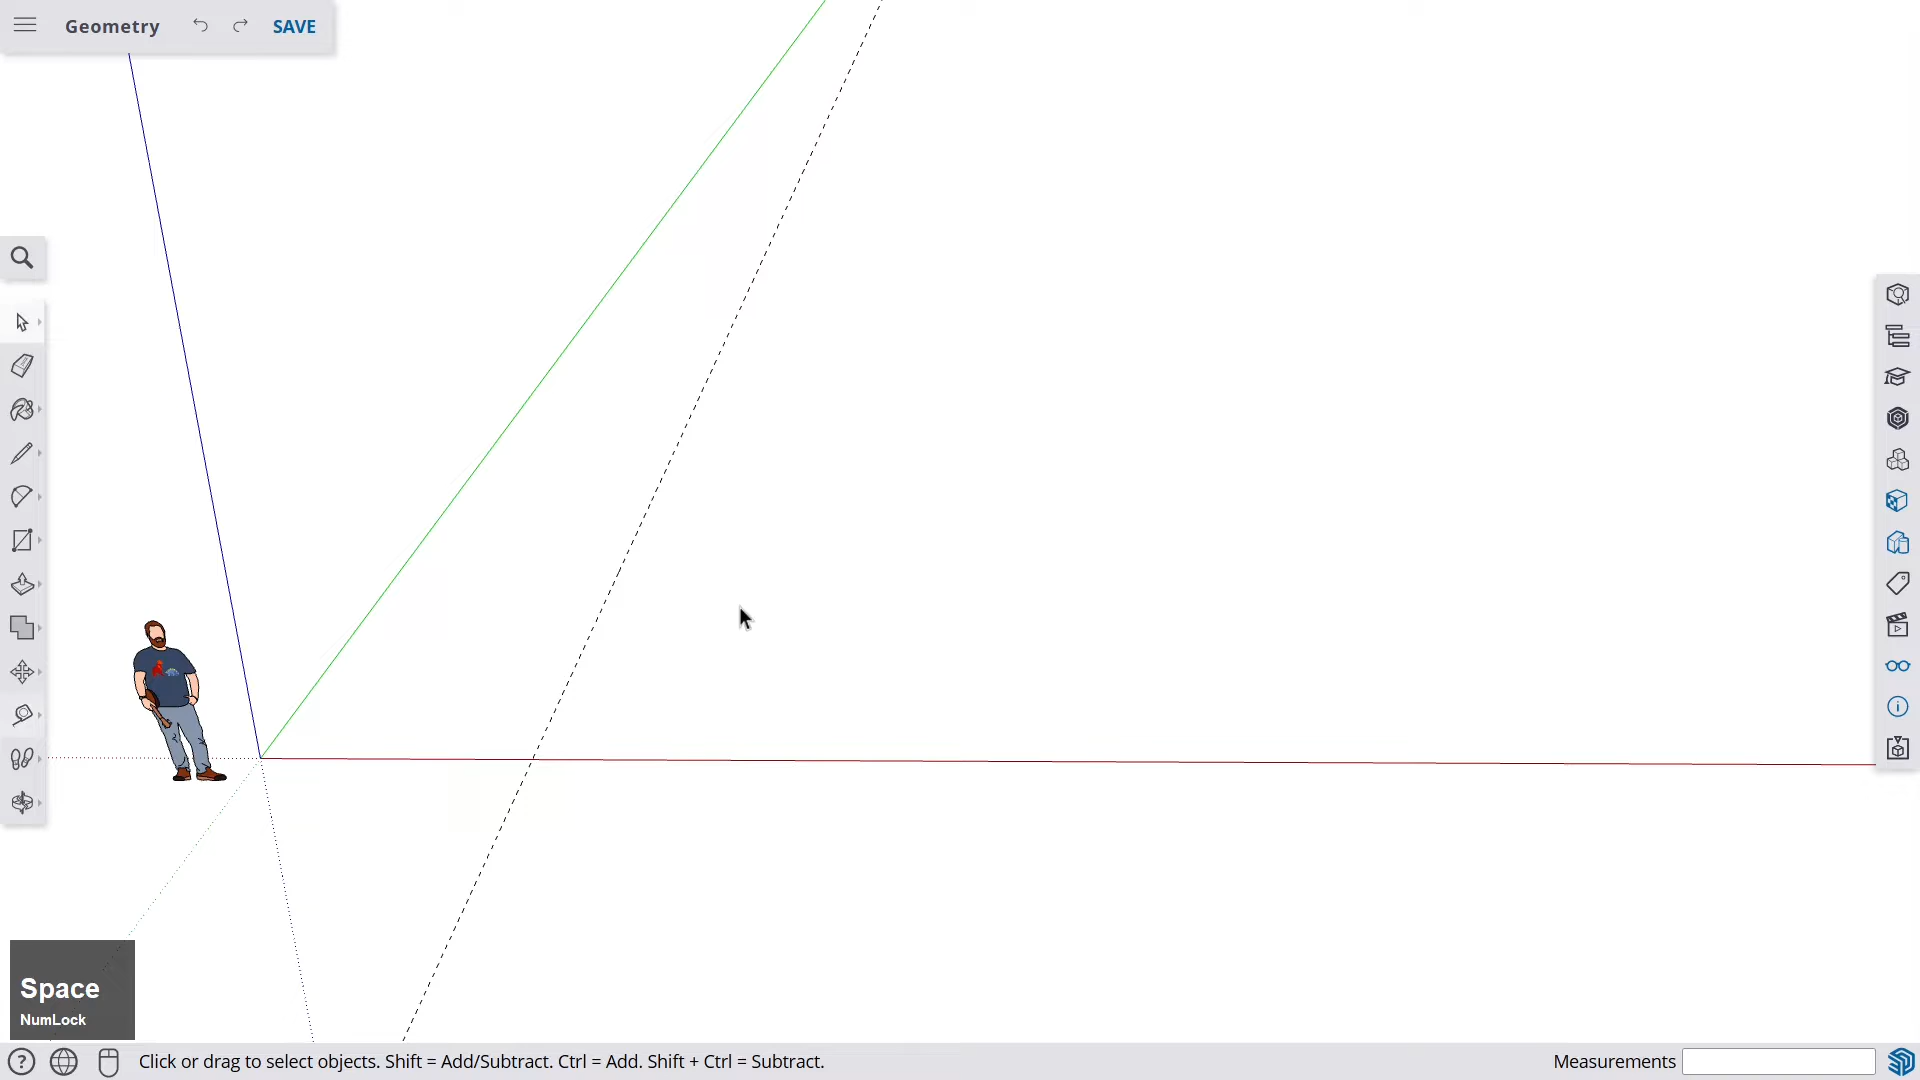 Geometry
SAVE
Space
NumLock
Click or drag to select objects. Shift = Add/Subtract. Ctrl = Add. Shift + Ctrl = Subtract.
Measurements